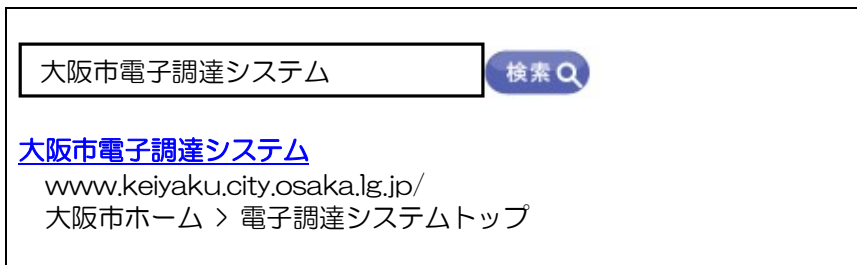 大阪市電子調達システム
検索
大阪市電子調達システム
www.keiyaku.city.osaka.lg.jp/
大阪市ホーム > 電子調達システムトップ